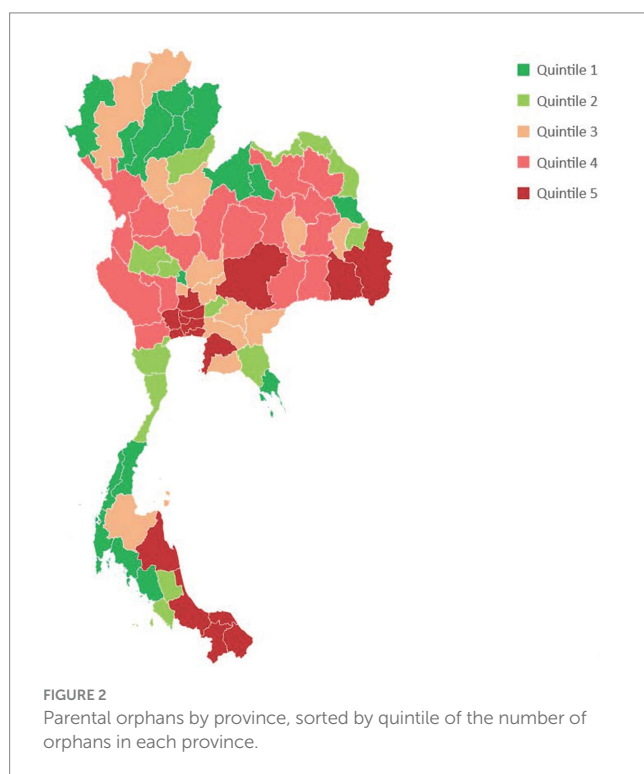 Quintile 1
Quintile 2
Quintile 3
Quintile 4
Quintile 5
FIGURE 2
Parental orphans by province, sorted by quintile of the number of
orphans in each province.